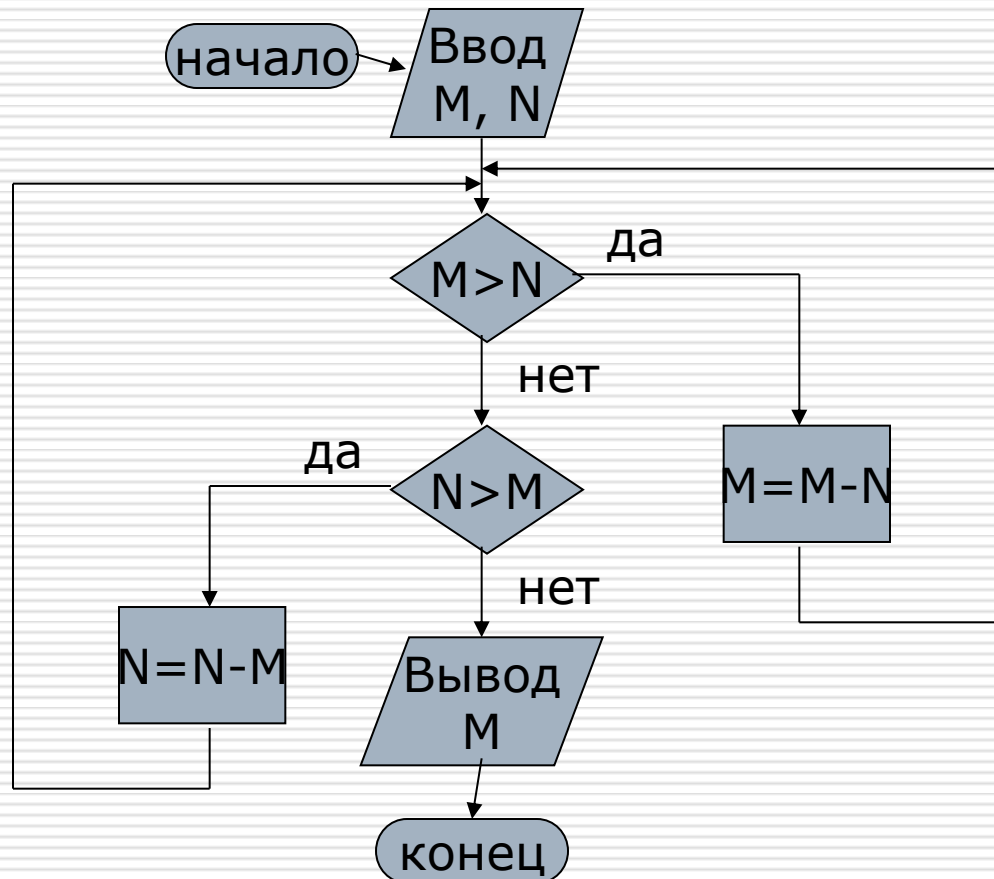 начало
Ввод
M, N
M>N
да
нет
N>M
да
M=M-N
нет
N=N-M
Вывод
M
конец